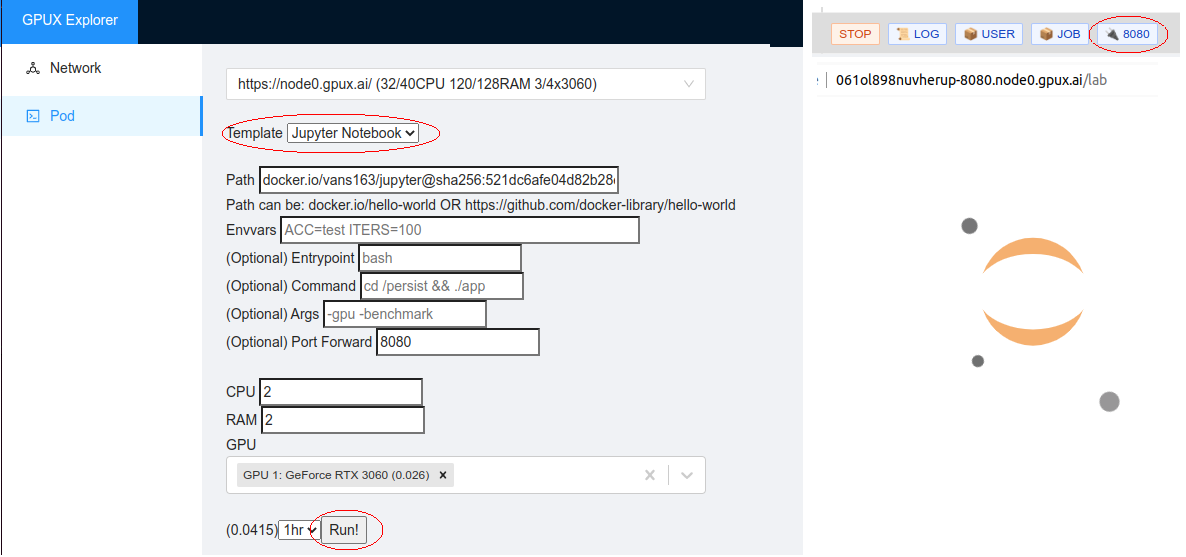 GPUX Explorer
Network
Pod
https://node0.gpux.ai/ (32/40CPU 120/128RAM 3/4x3060)
Template Jupyter Notebook
Path docker.io/vans163/jupyter@sha256:521dc6afe04d82b28
Path can be: docker.io/hello-world OR https://github.com/docker-library/hello-world
Envvars ACC=test ITERS=100
(Optional) Entrypoint bash
(Optional) Command cd /persist && ./app
(Optional) Args -gpu -benchmark
(Optional) Port Forward 8080
CPU 2
RAM 2
GPU
GPU 1: GeForce RTX 3060 (0.026)
(0.0415) 1hr Run!
STOP LOG USER JOB 8080
061ol898nuvherup-8080.node0.gpux.ai/lab